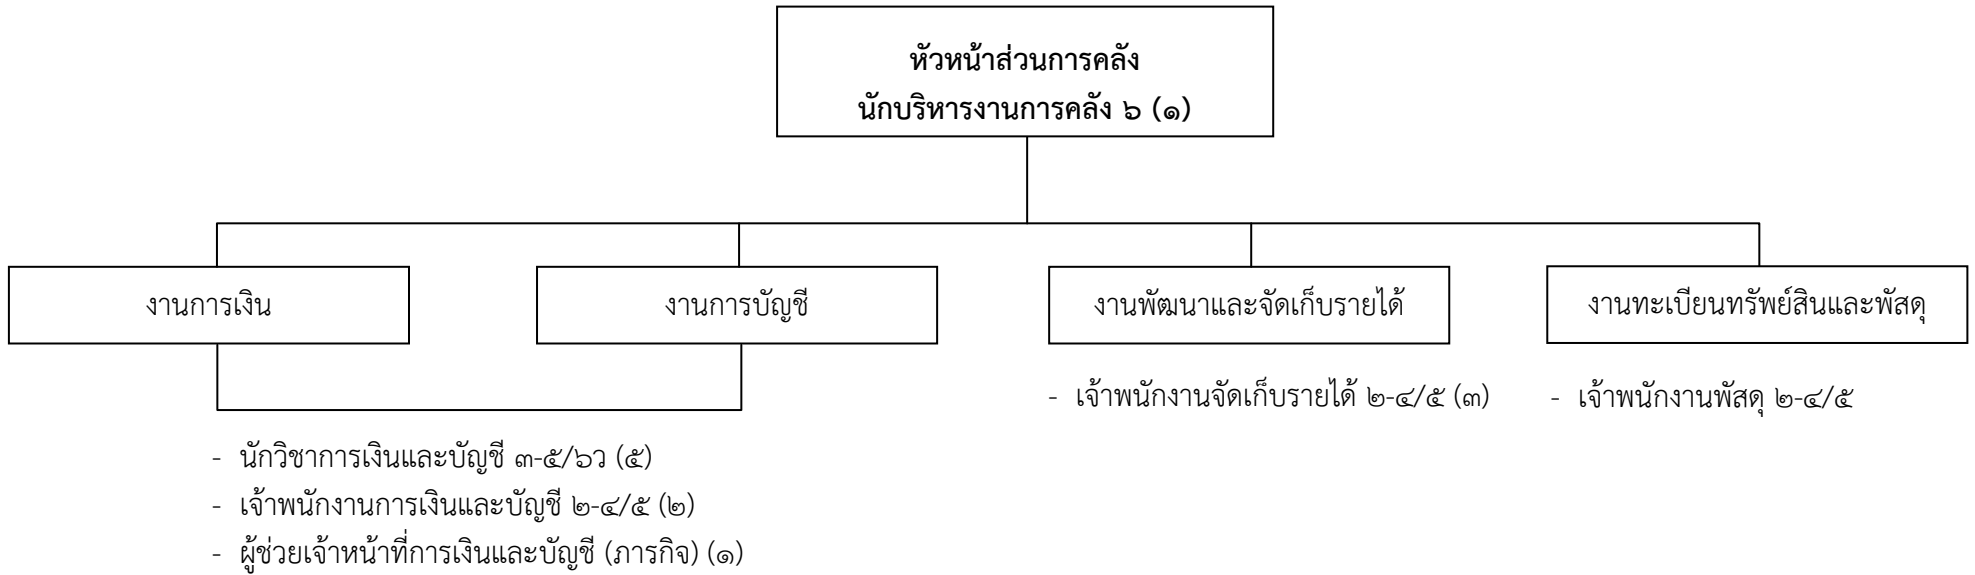 หัวหน้าส่วนการคลัง
นักบริหารงานการคลัง ๖ (๑)
งานการเงิน
งานการบัญชี
งานพัฒนาและจัดเก็บรายได้
งานทะเบียนทรัพย์สินและพัสดุ
- เจ้าพนักงานจัดเก็บรายได้ ๒-๔/๕ (๓)
- เจ้าพนักงานพัสดุ ๒-๔/๕
- นักวิชาการเงินและบัญชี ๓-๕/๖ว (๕)
- เจ้าพนักงานการเงินและบัญชี ๒-๔/๕ (๒)
- ผู้ช่วยเจ้าหน้าที่การเงินและบัญชี (ภารกิจ) (๑)